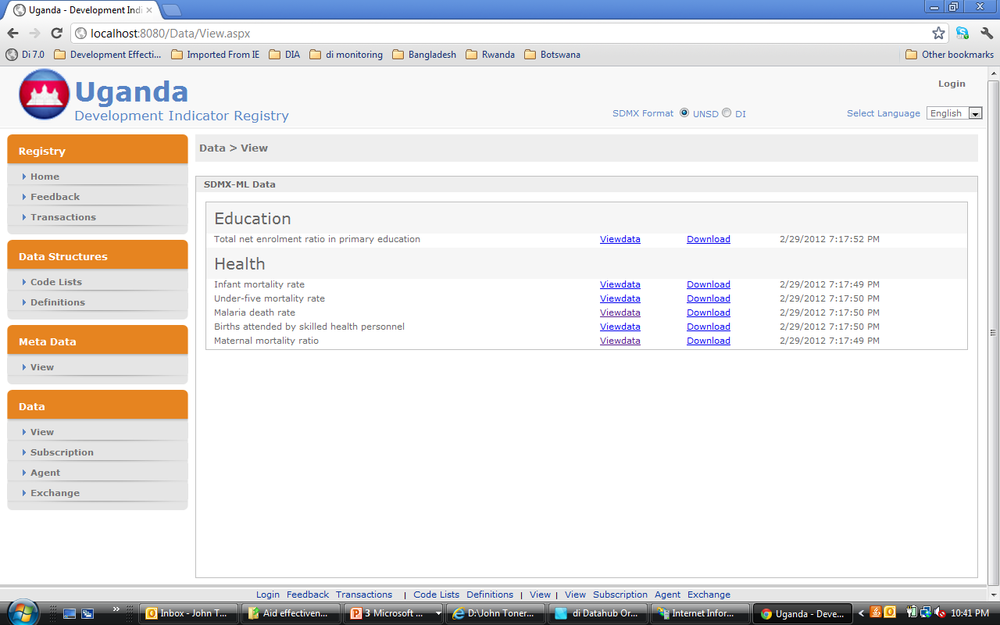 Uganda - Development Indi
localhost:8080/Data/View.aspx
Di 7.0 Development Effecti... Imported From IE DIA di monitoring Bangladesh Rwanda Botswana Other bookmarks
Login
Uganda
Development Indicator Registry
SDMX Format UNSD DI
Select Language English
Registry
Home
Feedback
Transactions
Data Structures
Code Lists
Definitions
Meta Data
View
Data
View
Subscription
Agent
Exchange
Data > View
SDMX-ML Data
Education
Total net enrolment ratio in primary education Viewdata Download 2/29/2012 7:17:52 PM
Health
Infant mortality rate Viewdata Download 2/29/2012 7:17:49 PM
Under-five mortality rate Viewdata Download 2/29/2012 7:17:50 PM
Malaria death rate Viewdata Download 2/29/2012 7:17:50 PM
Births attended by skilled health personnel Viewdata Download 2/29/2012 7:17:50 PM
Maternal mortality ratio Viewdata Download 2/29/2012 7:17:49 PM
Login Feedback Transactions | Code Lists Definitions | View | View Subscription Agent Exchange
Inbox - John T... Aid effectiven... 3 Microsoft ... D:\John Toner... di Datahub Or... Internet Infor... Uganda - Deve... 10:41 PM